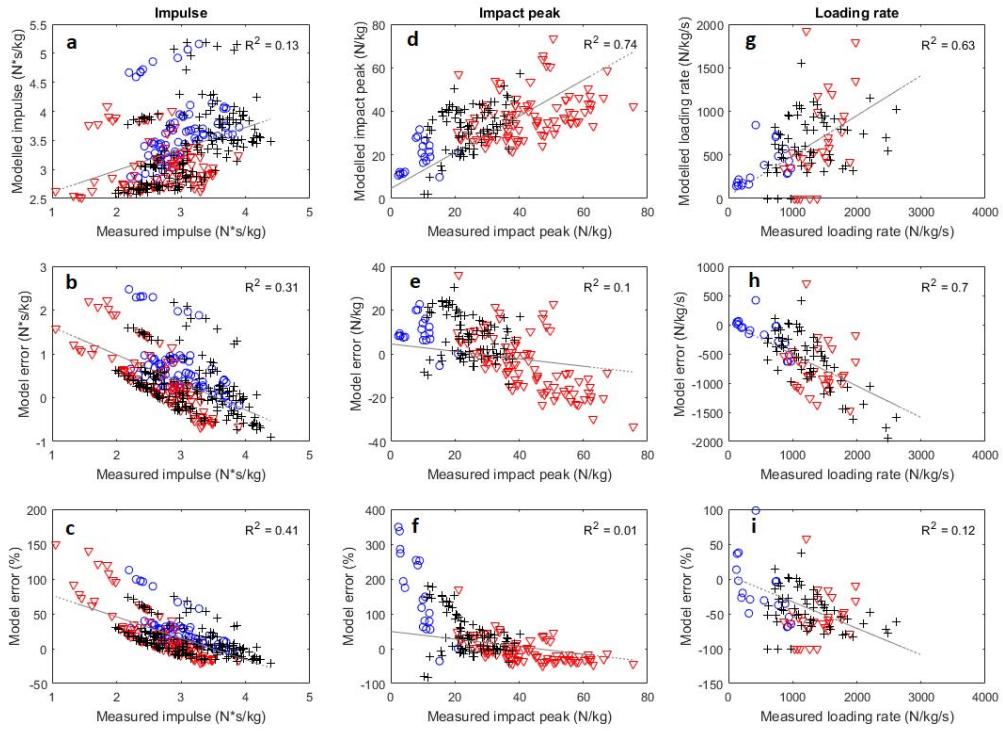 Impulse
a
R² = 0.13
5.5
5
4.5
4
3.5
3
2.5
1 2 3 4 5
Modelled impulse (N*s/kg)
Measured impulse (N*s/kg)
Impact peak
d
R² = 0.74
80
60
40
20
0
0 20 40 60 80
Modelled impact peak (N/kg)
Measured impact peak (N/kg)
Loading rate
g
R² = 0.63
2000
1500
1000
500
0
0 1000 2000 3000 4000
Modelled loading rate (N/kg/s)
Measured loading rate (N/kg/s)
b
R² = 0.31
3
2
1
0
-1
1 2 3 4 5
Model error (N*s/kg)
Measured impulse (N*s/kg)
e
R² = 0.1
40
20
0
-20
-40
0 20 40 60 80
Model error (N/kg)
Measured impact peak (N/kg)
h
R² = 0.7
1000
500
0
-500
-1000
-1500
-2000
0 1000 2000 3000 4000
Model error (N/kg/s)
Measured loading rate (N/kg/s)
c
R² = 0.41
200
150
100
50
0
-50
1 2 3 4 5
Model error (%)
Measured impulse (N*s/kg)
f
R² = 0.01
400
300
200
100
0
-100
0 20 40 60 80
Model error (%)
Measured impact peak (N/kg)
i
R² = 0.12
100
50
0
-50
-100
-150
0 1000 2000 3000 4000
Model error (%)
Measured loading rate (N/kg/s)